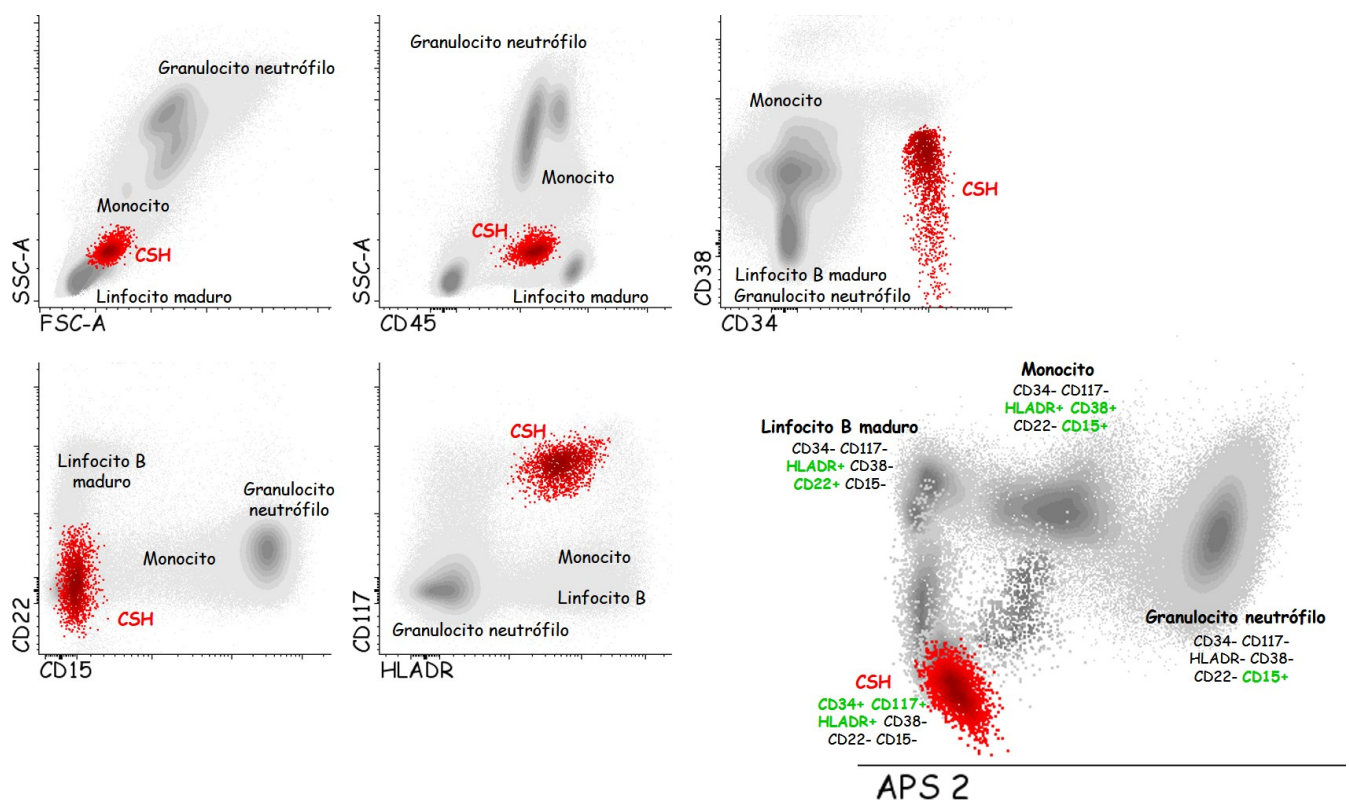 Granulocito neutrófilo
Monocito
CSH
Linfocito maduro
SSC-A
FSC-A
Granulocito neutrófilo
Monocito
CSH
Linfocito maduro
SSC-A
CD45
Monocito
CSH
Linfocito B maduro
Granulocito neutrófilo
CD38
CD34
Linfocito B
maduro
Granulocito
neutrófilo
Monocito
CSH
CD22
CD15
CSH
Monocito
Linfocito B
Granulocito neutrófilo
CD117
HLADR
Monocito
CD34- CD117-
HLADR+ CD38+
CD22- CD15+
Linfocito B maduro
CD34- CD117-
HLADR+ CD38-
CD22+ CD15-
Granulocito neutrófilo
CD34- CD117-
HLADR- CD38-
CD22- CD15+
CSH
CD34+ CD117+
HLADR+ CD38-
CD22- CD15-
APS 2